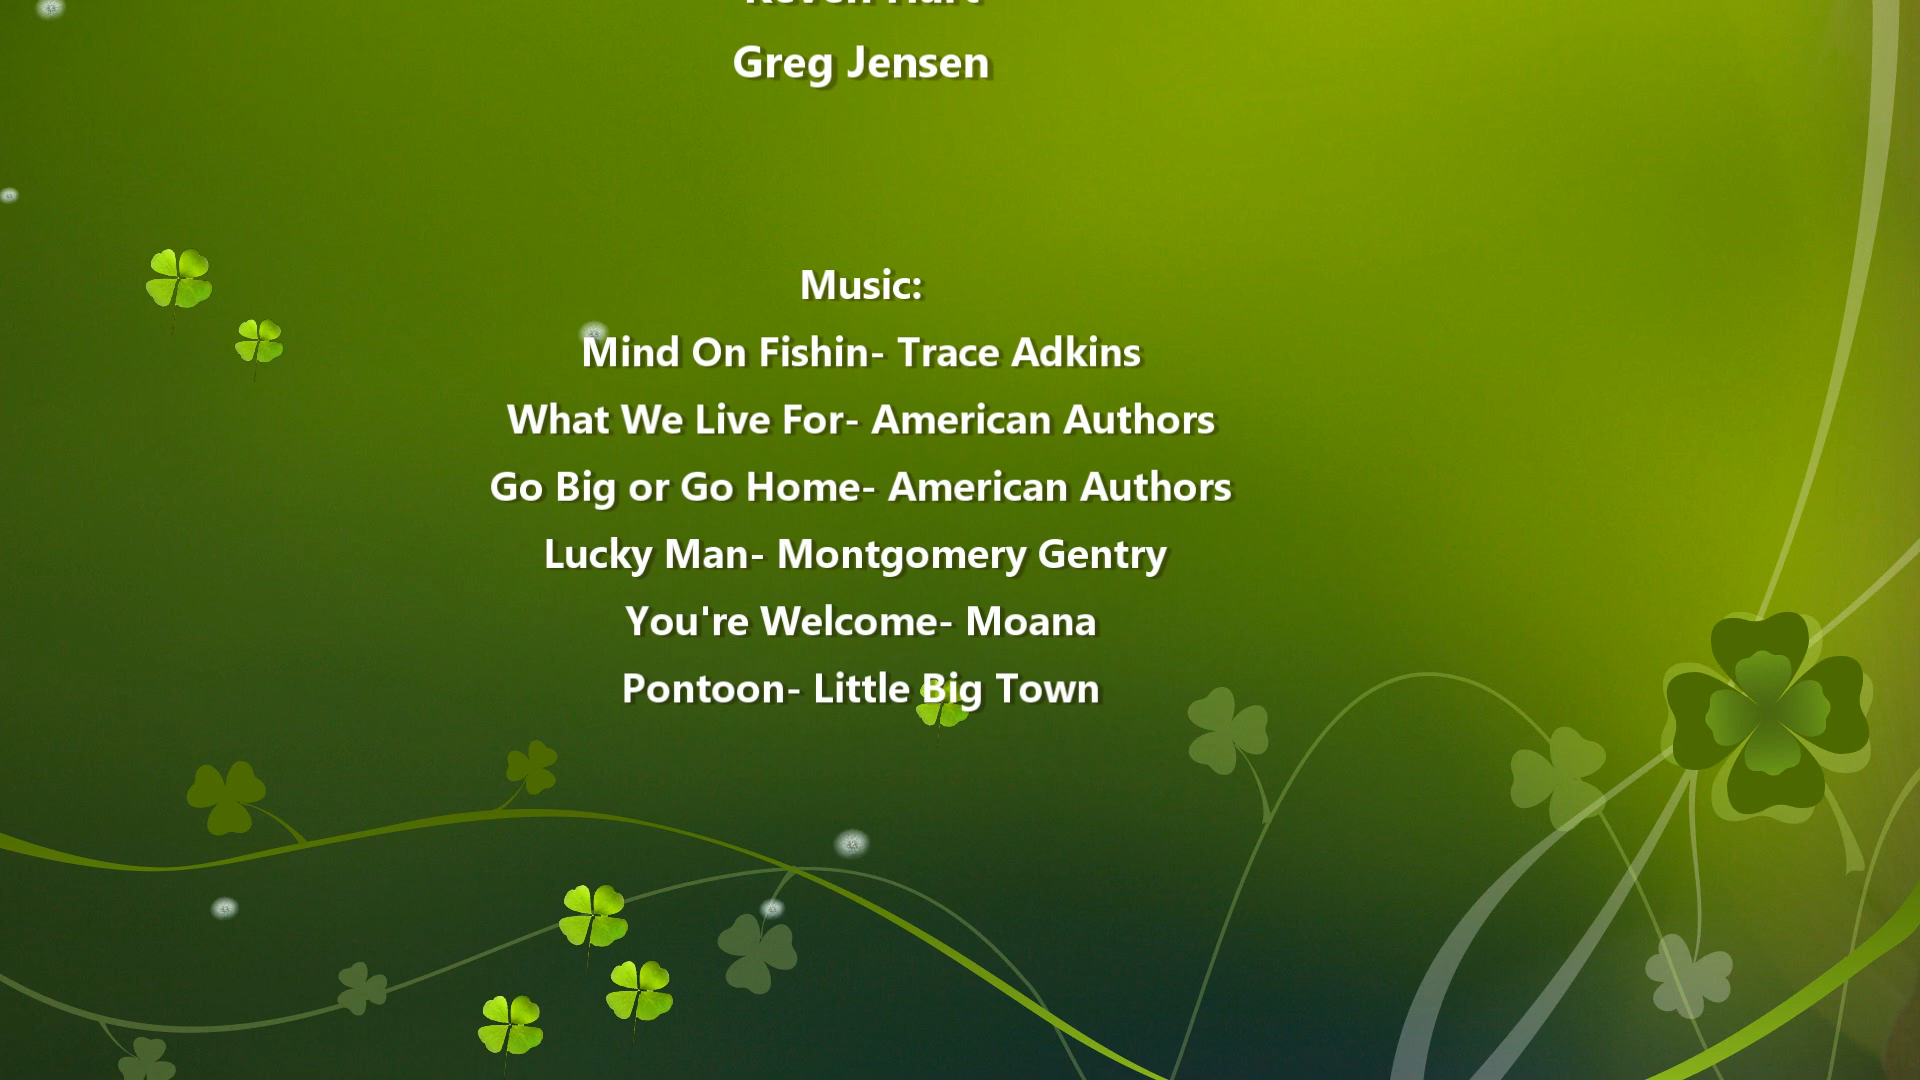 Greg Jensen
Music:
Mind On Fishin- Trace Adkins
What We Live For- American Authors
Go Big or Go Home- American Authors
Lucky Man- Montgomery Gentry
You're Welcome- Moana
Pontoon- Little Big Town